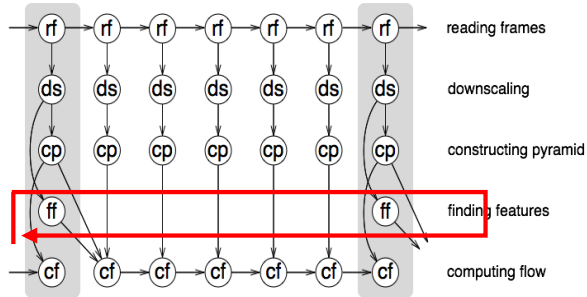 rf rf rf rf rf rf rf reading frames
ds ds ds ds ds ds ds downscaling
cp cp cp cp cp cp cp constructing pyramid
ff ff finding features
cf cf cf cf cf cf cf computing flow